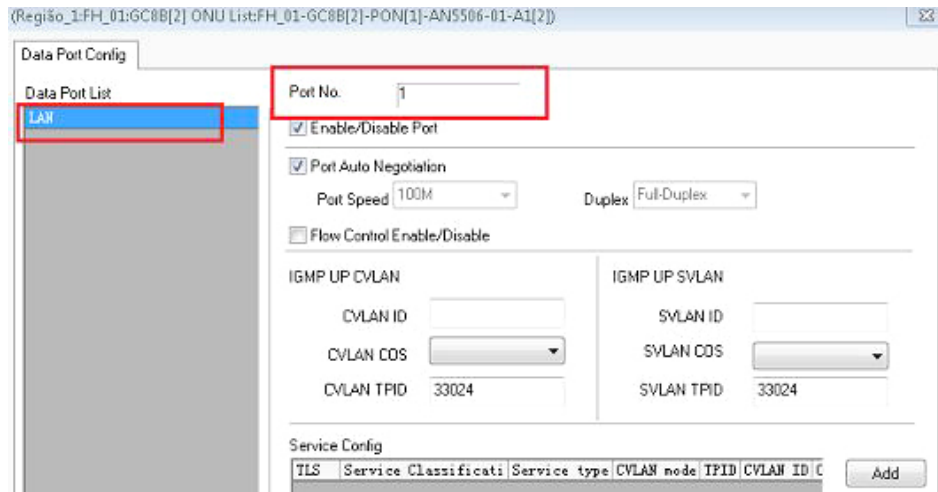 (Região_1:FH_01:GC8B[2] ONU List:FH_01-GC8B[2]-PON[1]-AN5506-01-A1[2])
Data Port Config
Data Port List
LAN
Port No. 1
Enable/Disable Port
Port Auto Negotiation
Port Speed 100M Duplex Full-Duplex
Flow Control Enable/Disable
IGMP UP CVLAN IGMP UP SVLAN
CVLAN ID SVLAN ID
CVLAN COS SVLAN COS
CVLAN TPID 33024 SVLAN TPID 33024
Service Config
TLS Service Classificati Service type CVLAN mode TPID CVLAN ID C Add